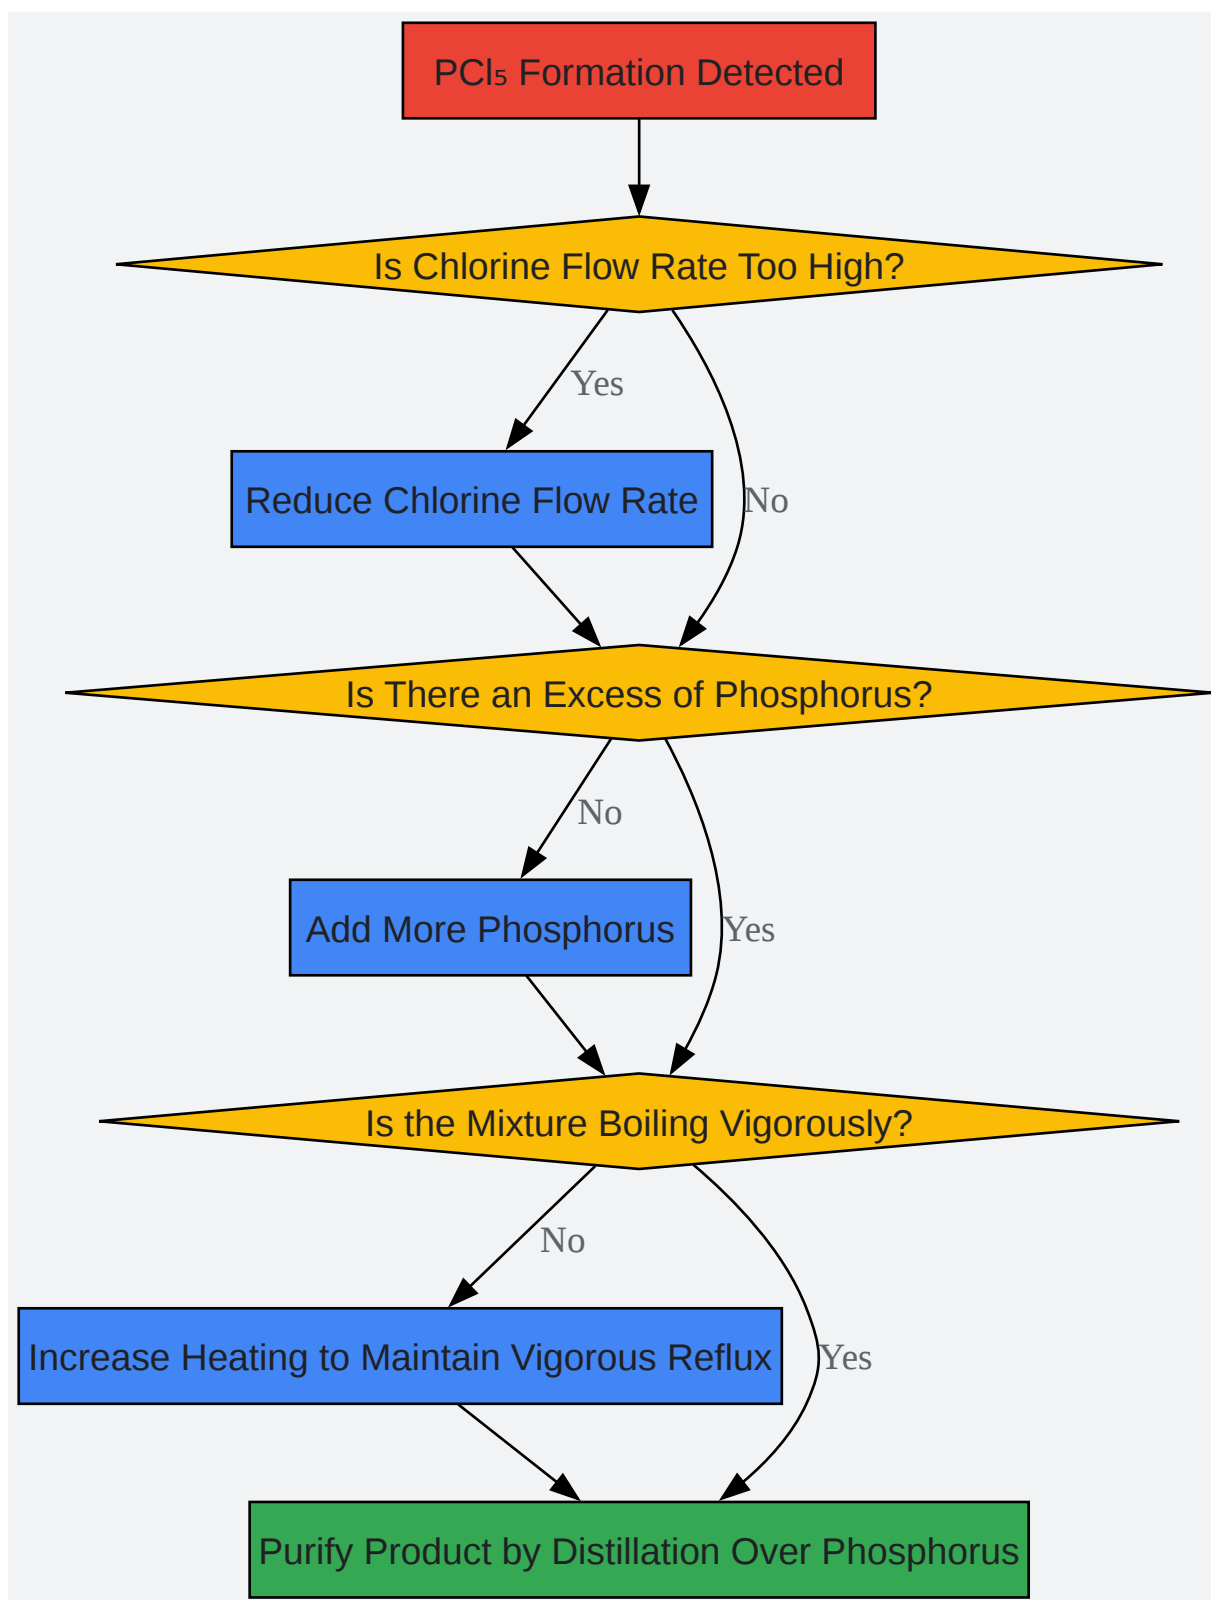 PCl₅ Formation Detected
Is Chlorine Flow Rate Too High?
Yes
Reduce Chlorine Flow Rate
No
Is There an Excess of Phosphorus?
No
Add More Phosphorus
Yes
Is the Mixture Boiling Vigorously?
No
Increase Heating to Maintain Vigorous Reflux
Yes
Purify Product by Distillation Over Phosphorus